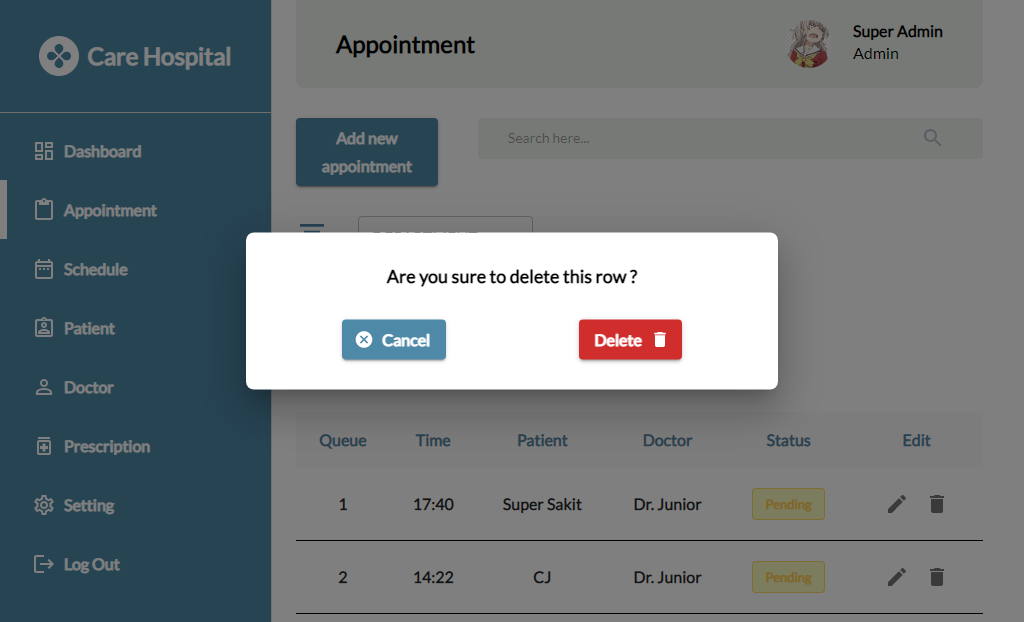 Care Hospital
Dashboard
Appointment
Schedule
Patient
Doctor
Prescription
Setting
Log Out
Appointment
Super Admin
Admin
Add new
appointment
Search here...
Are you sure to delete this row ?
Cancel
Delete
Queue Time Patient Doctor Status Edit
1 17:40 Super Sakit Dr. Junior Pending
2 14:22 CJ Dr. Junior Pending